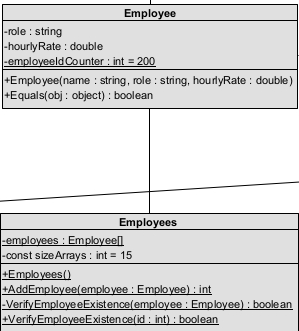 Employee
-role : string
-hourlyRate : double
-employeeIdCounter : int = 200
+Employee(name : string, role : string, hourlyRate : double)
+Equals(obj : object) : boolean
Employees
-employees : Employee[]
-const sizeArrays : int = 15
+Employees()
+AddEmployee(employee : Employee) : int
-VerifyEmployeeExistence(employee : Employee) : boolean
+VerifyEmployeeExistence(id : int) : boolean